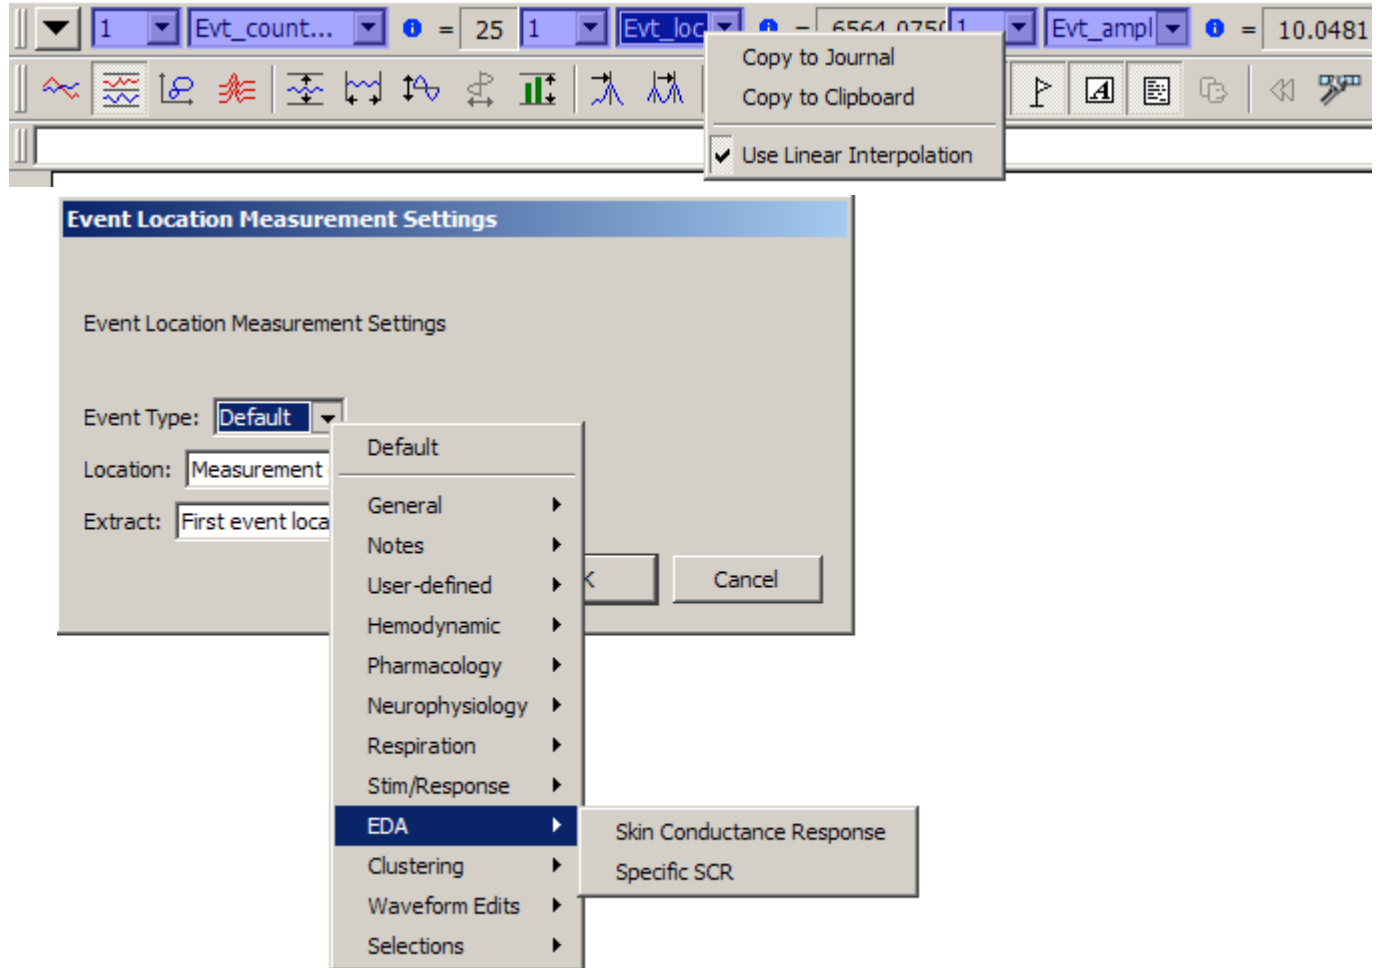 1 Evt_count... = 25 1 Evt_loc = 6564.075 1 Evt_ampl = 10.0481
Copy to Journal
Copy to Clipboard
Use Linear Interpolation
Event Location Measurement Settings
Event Location Measurement Settings
Event Type: Default
Location: Measurement
Extract: First event loca
Cancel
Default
General
Notes
User-defined
Hemodynamic
Pharmacology
Neurophysiology
Respiration
Stim/Response
EDA
Skin Conductance Response
Specific SCR
Clustering
Waveform Edits
Selections